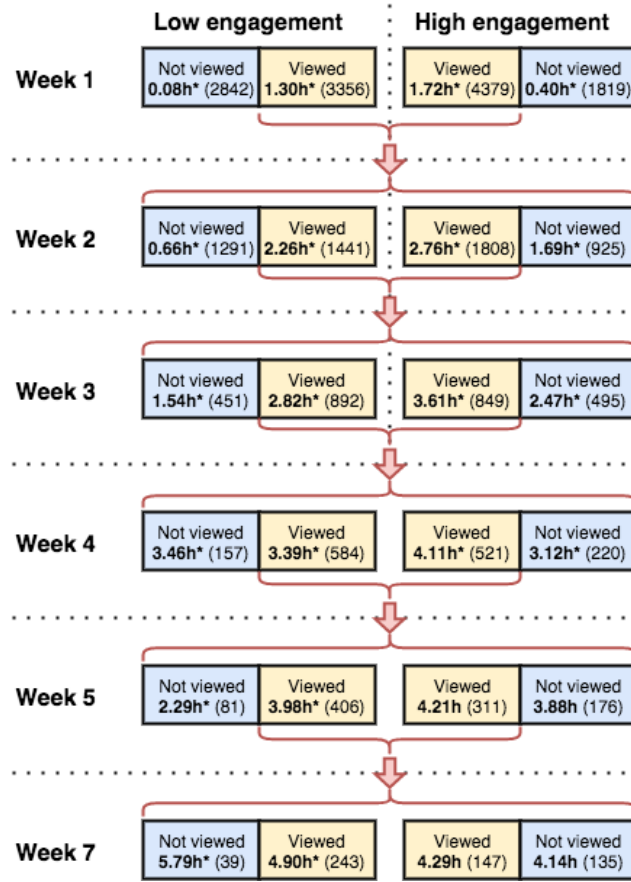 Low engagement High engagement
Week 1
Not viewed Viewed Viewed Not viewed
0.08h* (2842) 1.30h* (3356) 1.72h* (4379) 0.40h* (1819)
Week 2
Not viewed Viewed Viewed Not viewed
0.66h* (1291) 2.26h* (1441) 2.76h* (1808) 1.69h* (925)
Week 3
Not viewed Viewed Viewed Not viewed
1.54h* (451) 2.82h* (892) 3.61h* (849) 2.47h* (495)
Week 4
Not viewed Viewed Viewed Not viewed
3.46h* (157) 3.39h* (584) 4.11h* (521) 3.12h* (220)
Week 5
Not viewed Viewed Viewed Not viewed
2.29h* (81) 3.98h* (406) 4.21h (311) 3.88h (176)
Week 7
Not viewed Viewed Viewed Not viewed
5.79h* (39) 4.90h* (243) 4.29h (147) 4.14h (135)